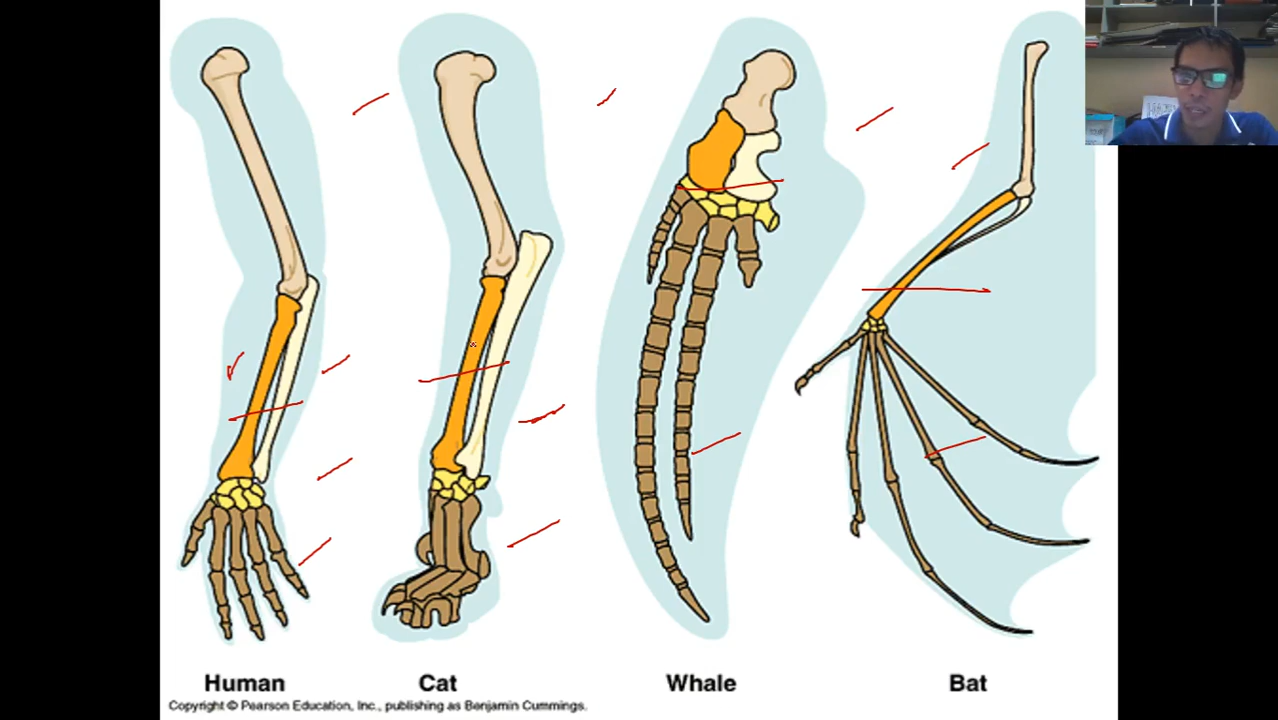 Human
Cat
Whale
Bat
Copyright © Pearson Education, Inc., publishing as Benjamin Cummings.